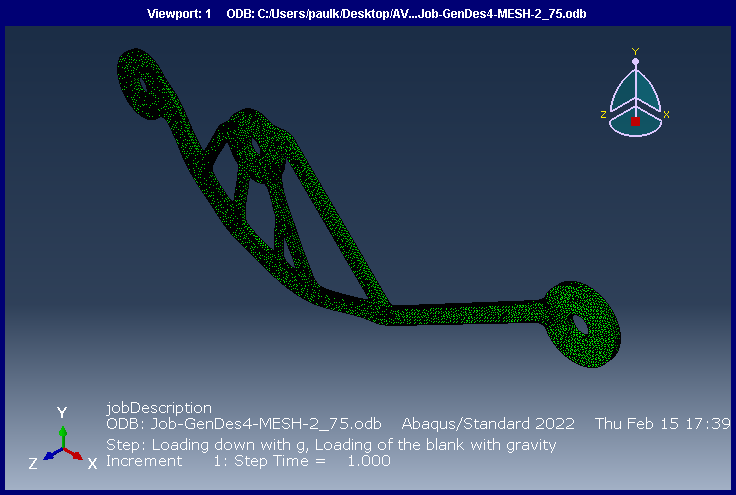 Viewport: 1 ODB: C:/Users/paulk/Desktop/AV...Job-GenDes4-MESH-2_75.odb
Y
Z X
Y
Z X
jobDescription
ODB: Job-GenDes4-MESH-2_75.odb Abaqus/Standard 2022 Thu Feb 15 17:39
Step: Loading down with g, Loading of the blank with gravity
Increment 1: Step Time = 1.000